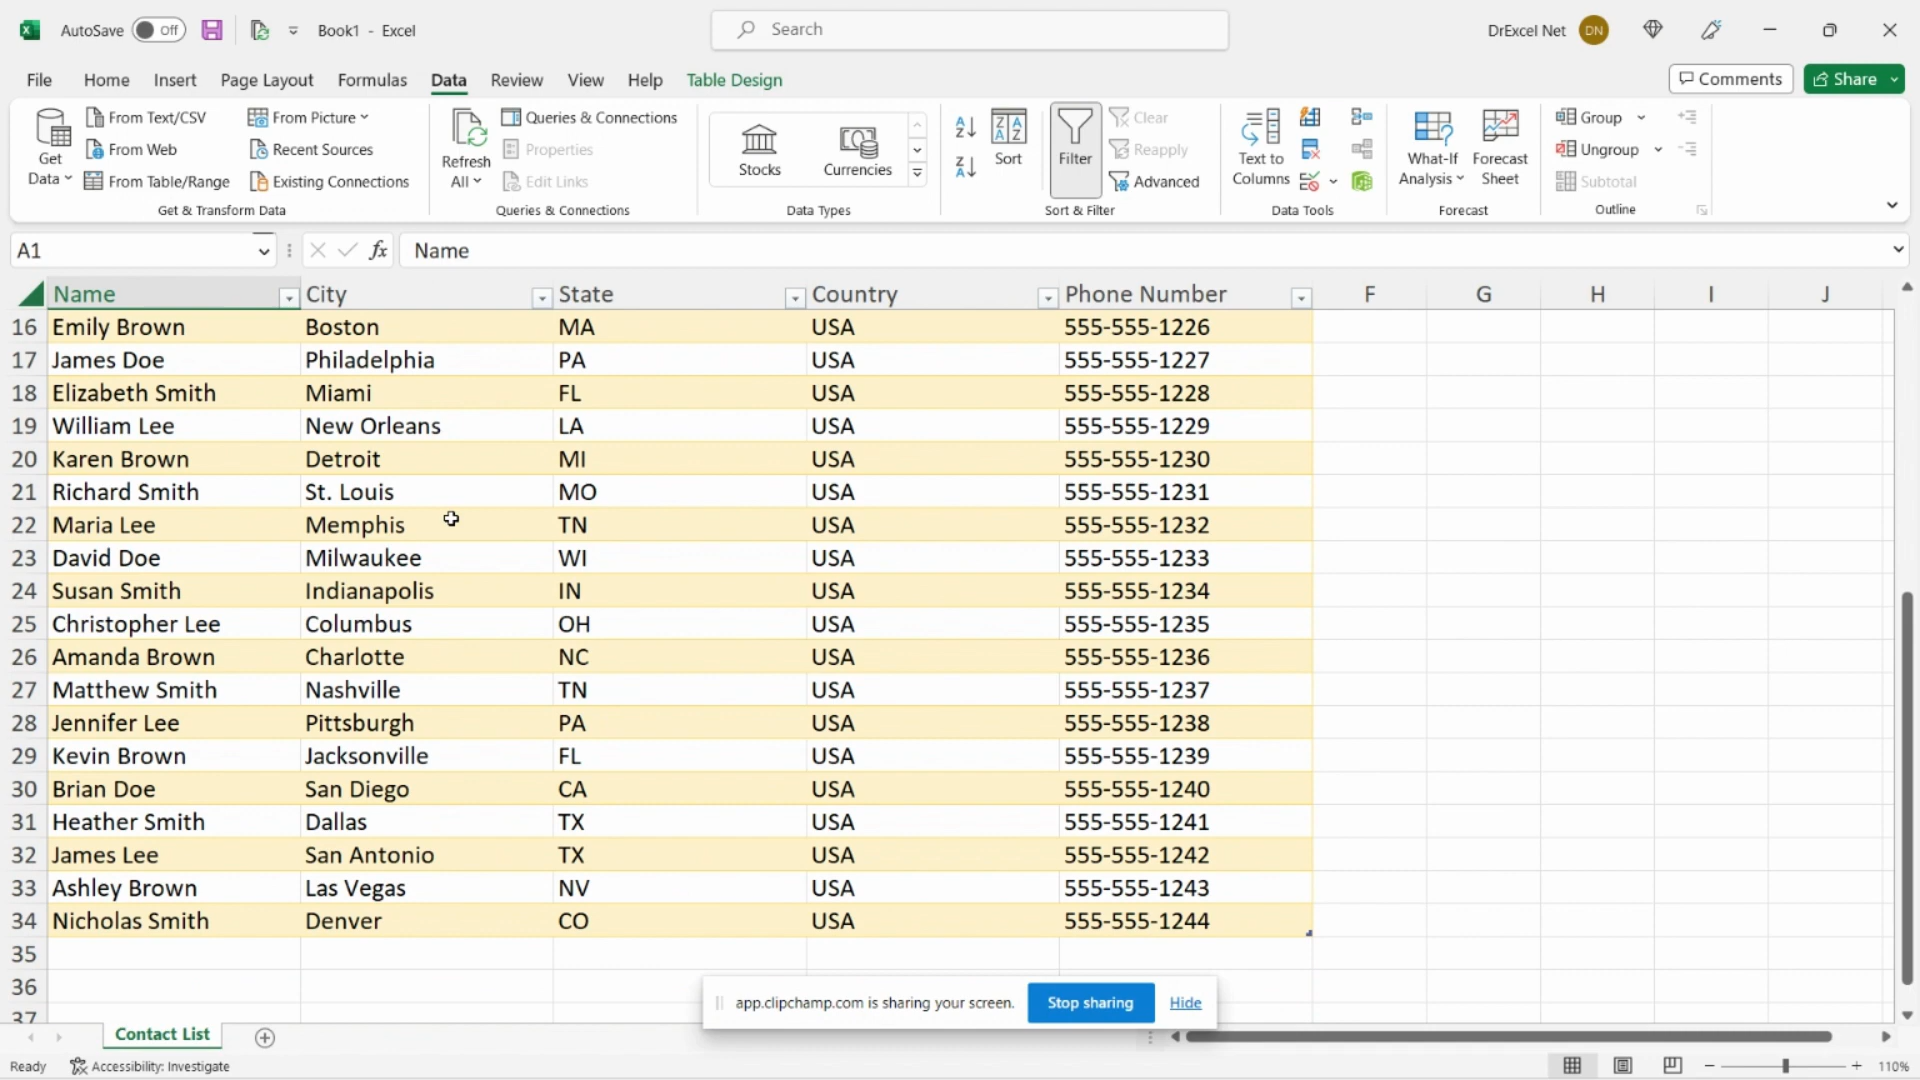 AutoSave Off Book1 - Excel Search DrExcel Net DN
File Home Insert Page Layout Formulas Data Review View Help Table Design Comments Share
Get Data From Text/CSV From Web From Table/Range From Picture Recent Sources Existing Connections
Get & Transform Data
Refresh All Queries & Connections Properties Edit Links
Queries & Connections
Stocks Currencies
Data Types
Sort Filter Clear Reapply Advanced
Sort & Filter
Text to Columns
Data Tools
What-If Analysis Forecast Sheet
Forecast
Group Ungroup Subtotal
Outline
A1 fx Name
Name City State Country Phone Number F G H I J
16 Emily Brown Boston MA USA 555-555-1226
17 James Doe Philadelphia PA USA 555-555-1227
18 Elizabeth Smith Miami FL USA 555-555-1228
19 William Lee New Orleans LA USA 555-555-1229
20 Karen Brown Detroit MI USA 555-555-1230
21 Richard Smith St. Louis MO USA 555-555-1231
22 Maria Lee Memphis TN USA 555-555-1232
23 David Doe Milwaukee WI USA 555-555-1233
24 Susan Smith Indianapolis IN USA 555-555-1234
25 Christopher Lee Columbus OH USA 555-555-1235
26 Amanda Brown Charlotte NC USA 555-555-1236
27 Matthew Smith Nashville TN USA 555-555-1237
28 Jennifer Lee Pittsburgh PA USA 555-555-1238
29 Kevin Brown Jacksonville FL USA 555-555-1239
30 Brian Doe San Diego CA USA 555-555-1240
31 Heather Smith Dallas TX USA 555-555-1241
32 James Lee San Antonio TX USA 555-555-1242
33 Ashley Brown Las Vegas NV USA 555-555-1243
34 Nicholas Smith Denver CO USA 555-555-1244
35
36
37
app.clipchamp.com is sharing your screen. Stop sharing Hide
Contact List
Ready Accessibility: Investigate 110%